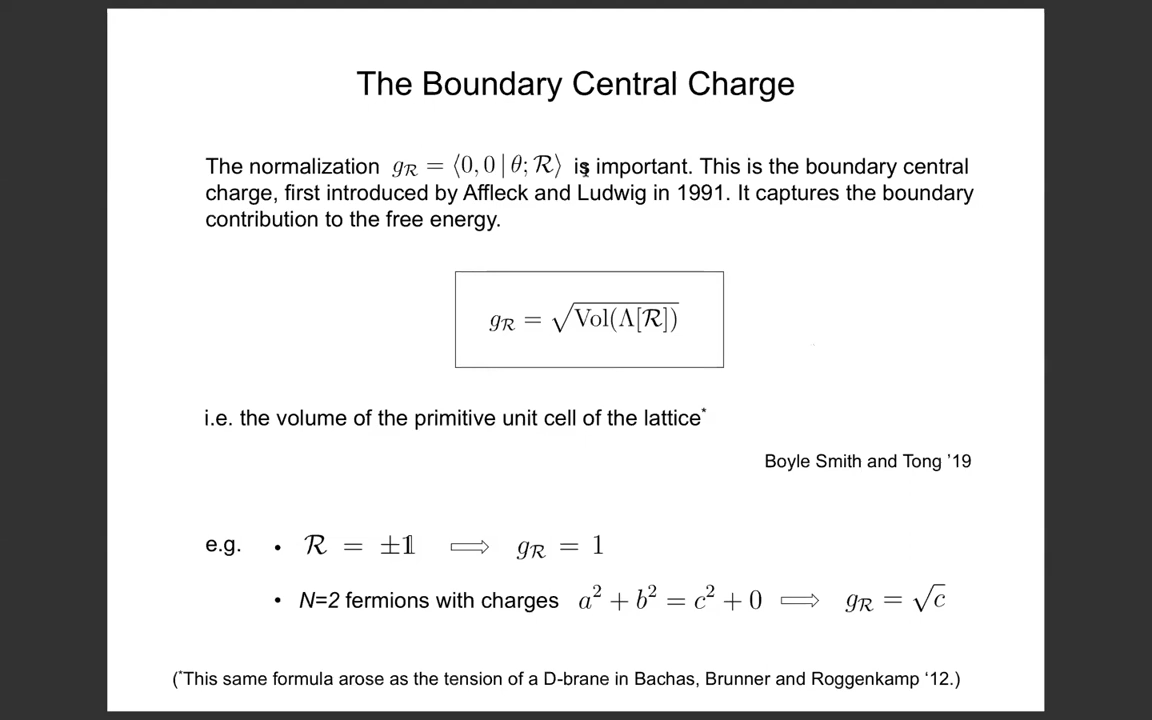 The Boundary Central Charge
The normalization g_ℛ = ⟨0, 0 | θ; ℛ⟩ is important. This is the boundary central
charge, first introduced by Affleck and Ludwig in 1991. It captures the boundary
contribution to the free energy.
g_ℛ = √Vol(Λ[ℛ])
i.e. the volume of the primitive unit cell of the lattice*
Boyle Smith and Tong ’19
e.g. • ℛ = ±𝟙 ⟹ g_ℛ = 1
• N=2 fermions with charges a² + b² = c² + 0 ⟹ g_ℛ = √c
(*This same formula arose as the tension of a D-brane in Bachas, Brunner and Roggenkamp ‘12.)